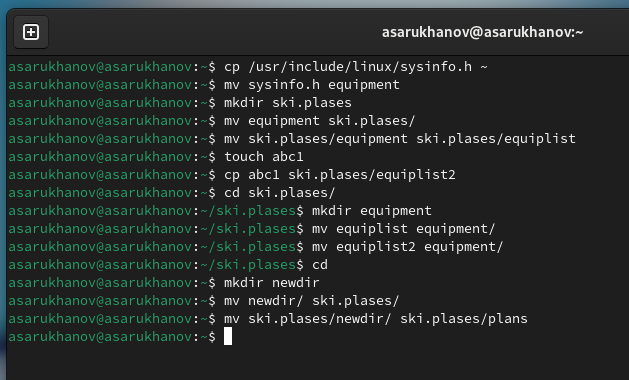 asarukhanov@asarukhanov:~
asarukhanov@asarukhanov:~$ cp /usr/include/linux/sysinfo.h ~
asarukhanov@asarukhanov:~$ mv sysinfo.h equipment
asarukhanov@asarukhanov:~$ mkdir ski.plases
asarukhanov@asarukhanov:~$ mv equipment ski.plases/
asarukhanov@asarukhanov:~$ mv ski.plases/equipment ski.plases/equiplist
asarukhanov@asarukhanov:~$ touch abc1
asarukhanov@asarukhanov:~$ cp abc1 ski.plases/equiplist2
asarukhanov@asarukhanov:~$ cd ski.plases/
asarukhanov@asarukhanov:~/ski.plases$ mkdir equipment
asarukhanov@asarukhanov:~/ski.plases$ mv equiplist equipment/
asarukhanov@asarukhanov:~/ski.plases$ mv equiplist2 equipment/
asarukhanov@asarukhanov:~/ski.plases$ cd
asarukhanov@asarukhanov:~$ mkdir newdir
asarukhanov@asarukhanov:~$ mv newdir/ ski.plases/
asarukhanov@asarukhanov:~$ mv ski.plases/newdir/ ski.plases/plans
asarukhanov@asarukhanov:~$